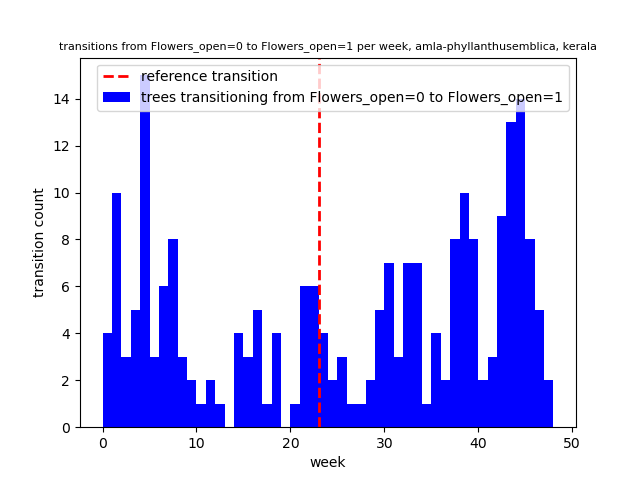 transitions from Flowers_open=0 to Flowers_open=1 per week, amla-phyllanthusemblica, kerala
reference transition
trees transitioning from Flowers_open=0 to Flowers_open=1
transition count
14
12
10
8
6
4
2
0
0 10 20 30 40 50
week